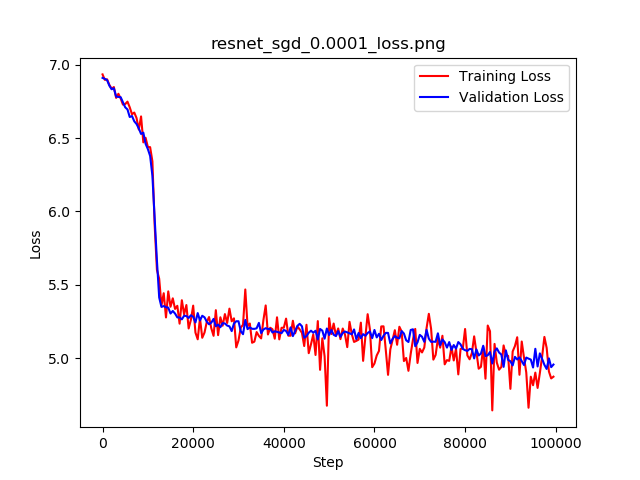 resnet_sgd_0.0001_loss.png
7.0
6.5
6.0
5.5
5.0
Loss
Training Loss
Validation Loss
0 20000 40000 60000 80000 100000
Step